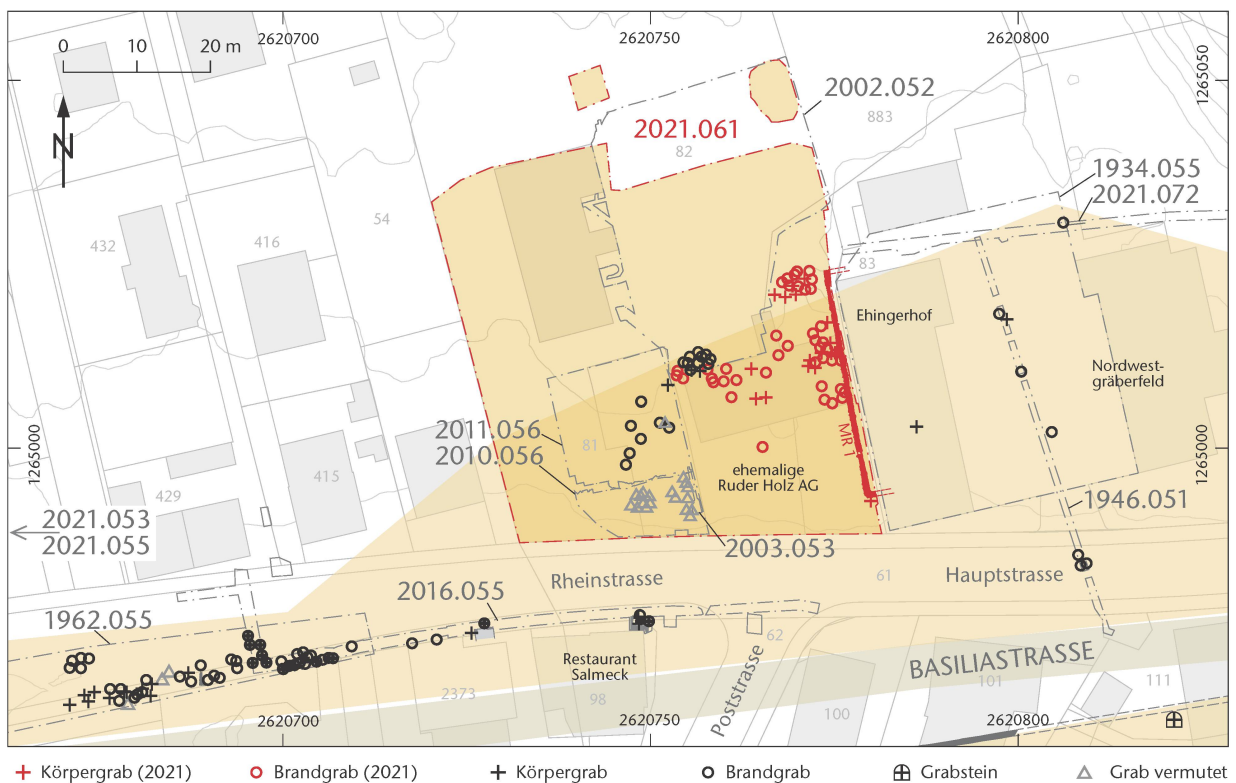 0 10 20 m
2620700
2620750
2620800
1265050
N
2002.052
883
2021.061
82
1934.055
2021.072
54
432
416
83
Ehingerhof
Nordwest-
gräberfeld
2011.056
2010.056
81
1265000
1265000
415
429
MR 1
ehemalige
Ruder Holz AG
1946.051
2021.053
2021.055
2003.053
Rheinstrasse
61
Hauptstrasse
2016.055
1962.055
62
Restaurant
Salmeck
Poststrasse
BASILIASTRASSE
2373
98
100
101
111
2620700
2620750
2620800
Körpergrab (2021) Brandgrab (2021) Körpergrab Brandgrab Grabstein Grab vermutet